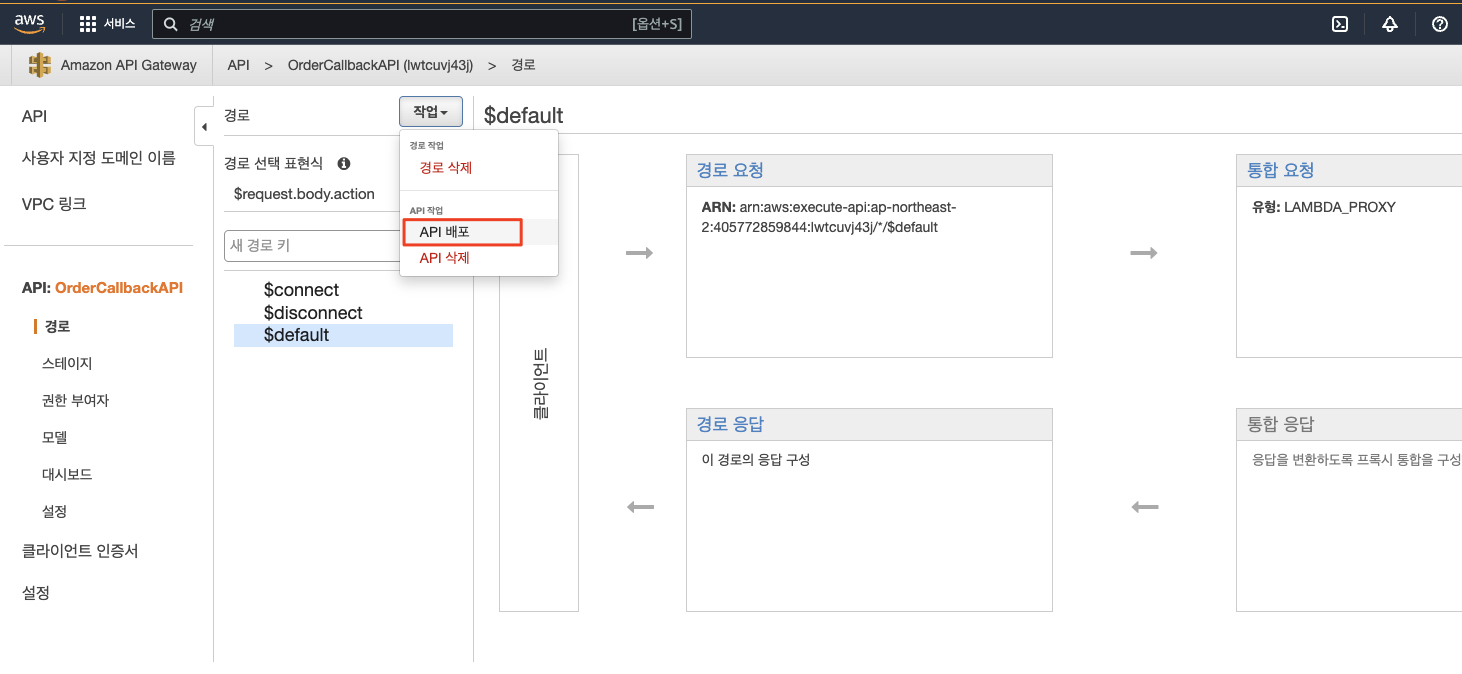 aws
서비스
검색
[옵션+S]
Amazon API Gateway
API > OrderCallbackAPI (lwtcuvj43j) > 경로
API
사용자 지정 도메인 이름
VPC 링크
API: OrderCallbackAPI
경로
스테이지
권한 부여자
모델
대시보드
설정
클라이언트 인증서
설정
경로
작업
경로 선택 표현식
$request.body.action
새 경로 키
$connect
$disconnect
$default
경로 작업
경로 삭제
API 작업
API 배포
API 삭제
$default
클라이언트
경로 요청
ARN: arn:aws:execute-api:ap-northeast-
2:405772859844:lwtcuvj43j/*/$default
통합 요청
유형: LAMBDA_PROXY
경로 응답
이 경로의 응답 구성
통합 응답
응답을 변환하도록 프록시 통합을 구성